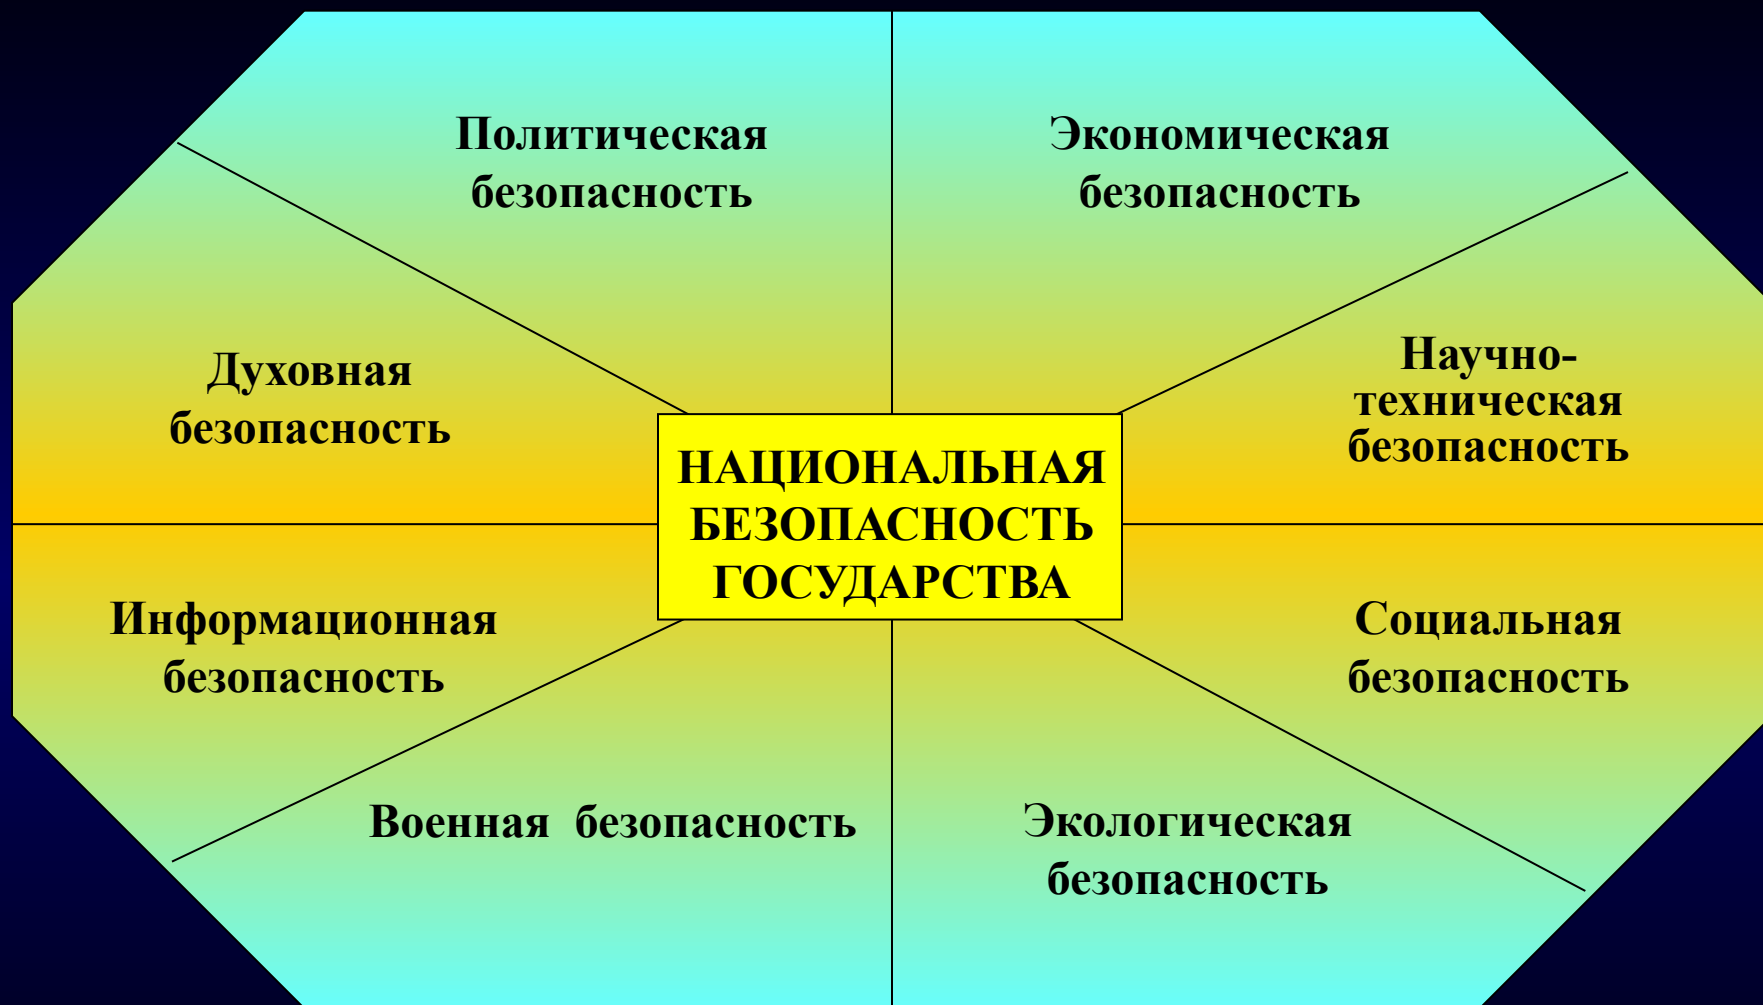 Политическая
безопасность
Экономическая
безопасность
Духовная
безопасность
Научно-
техническая
безопасность
НАЦИОНАЛЬНАЯ
БЕЗОПАСНОСТЬ
ГОСУДАРСТВА
Информационная
безопасность
Социальная
безопасность
Военная безопасность
Экологическая
безопасность